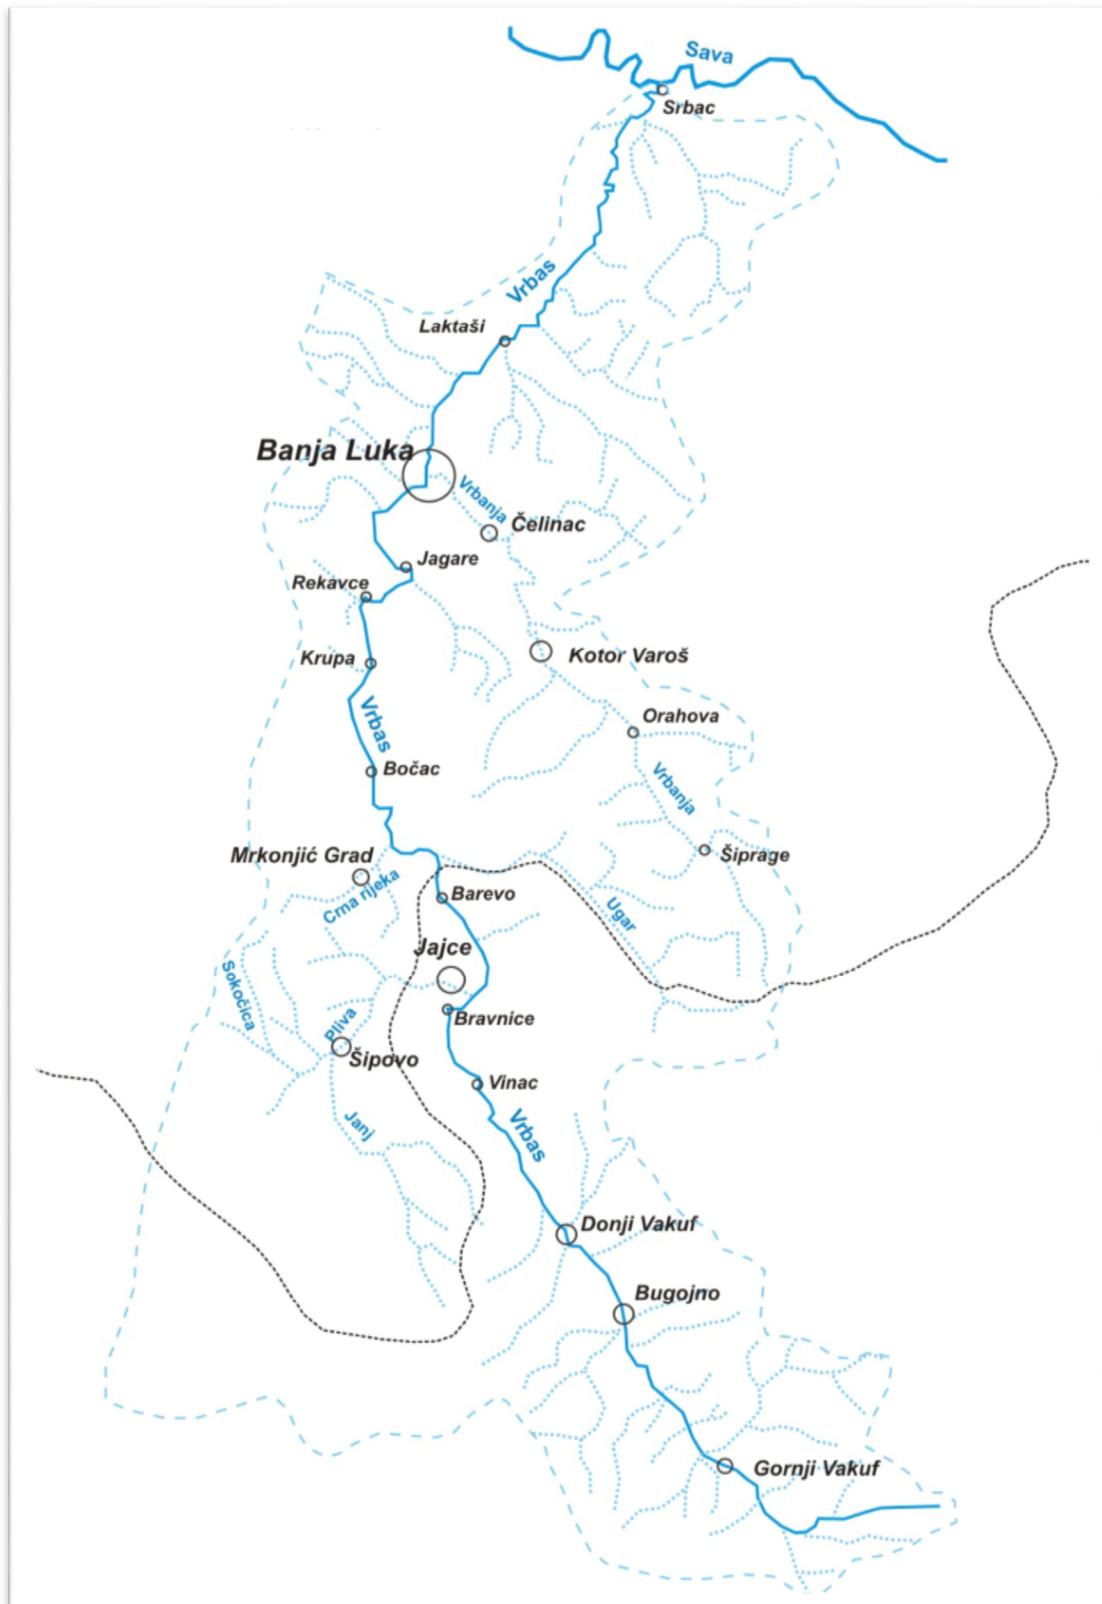 Sava
Srbac
Vrbas
Laktaši
Banja Luka
Vrbanja
Čelinac
Jagare
Rekavce
Krupa
Kotor Varoš
Vrbas
Orahova
Bočac
Vrbanja
Mrkonjić Grad
Šiprage
Crna rijeka
Barevo
Ugar
Jajce
Sokočica
Pliva
Bravnice
Šipovo
Vinac
Janj
Vrbas
Donji Vakuf
Bugojno
Gornji Vakuf